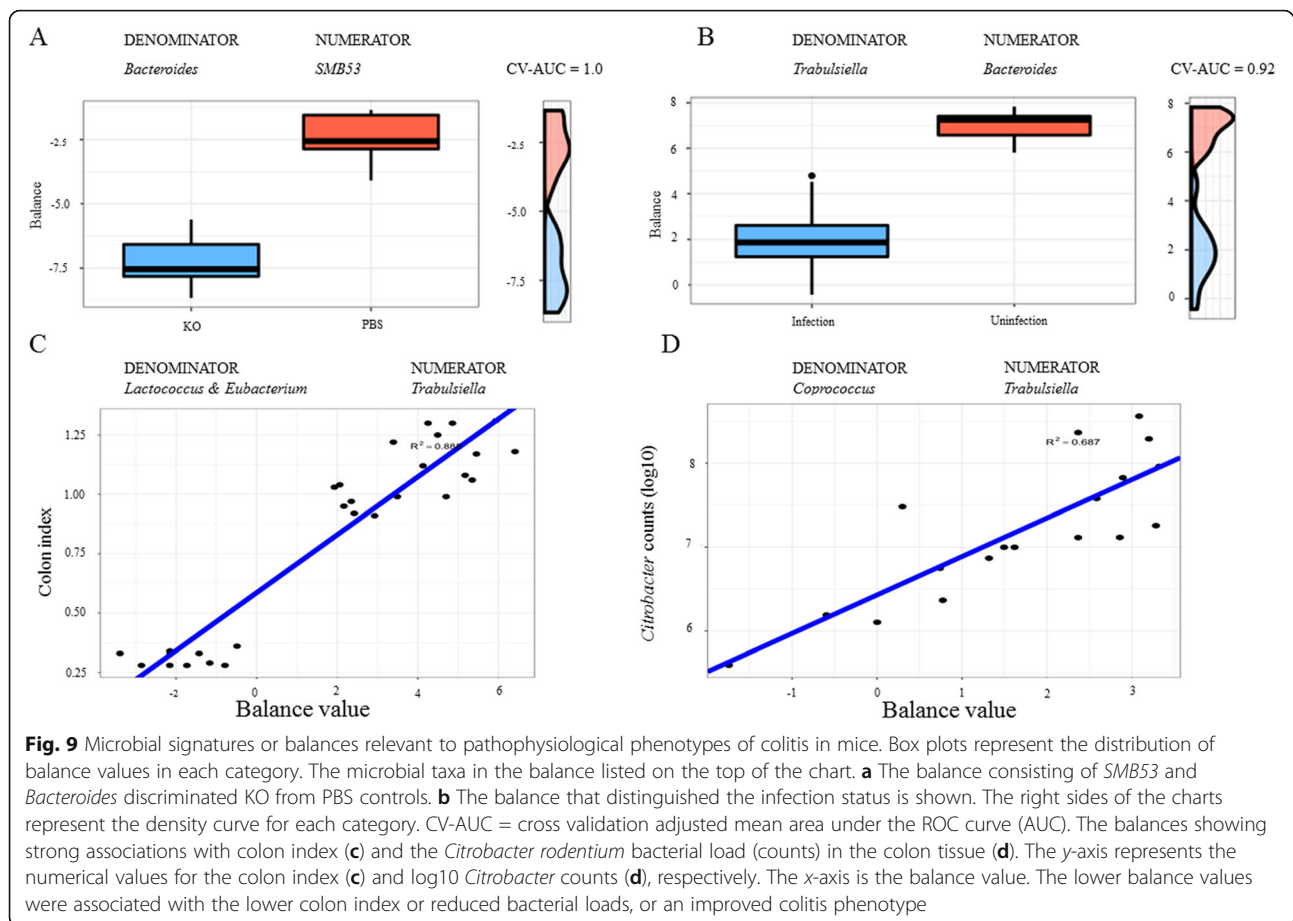 A
DENOMINATOR NUMERATOR
Bacteroides SMB53 CV-AUC = 1.0
-2.5
-5.0
-7.5
Balance
KO PBS
-2.5
-5.0
-7.5
B
DENOMINATOR NUMERATOR
Trabulsiella Bacteroides CV-AUC = 0.92
8
6
4
2
0
Balance
Infection Uninfection
8
6
4
2
0
C
DENOMINATOR NUMERATOR
Lactococcus & Eubacterium Trabulsiella
1.25
1.00
0.75
0.50
0.25
Colon index
R² = 0.88
-2 0 2 4 6
Balance value
D
DENOMINATOR NUMERATOR
Coprococcus Trabulsiella
8
7
6
Citrobacter counts (log10)
R² = 0.687
-1 0 1 2 3
Balance value
Fig. 9 Microbial signatures or balances relevant to pathophysiological phenotypes of colitis in mice. Box plots represent the distribution of
balance values in each category. The microbial taxa in the balance listed on the top of the chart. a The balance consisting of SMB53 and
Bacteroides discriminated KO from PBS controls. b The balance that distinguished the infection status is shown. The right sides of the charts
represent the density curve for each category. CV-AUC = cross validation adjusted mean area under the ROC curve (AUC). The balances showing
strong associations with colon index (c) and the Citrobacter rodentium bacterial load (counts) in the colon tissue (d). The y-axis represents the
numerical values for the colon index (c) and log10 Citrobacter counts (d), respectively. The x-axis is the balance value. The lower balance values
were associated with the lower colon index or reduced bacterial loads, or an improved colitis phenotype